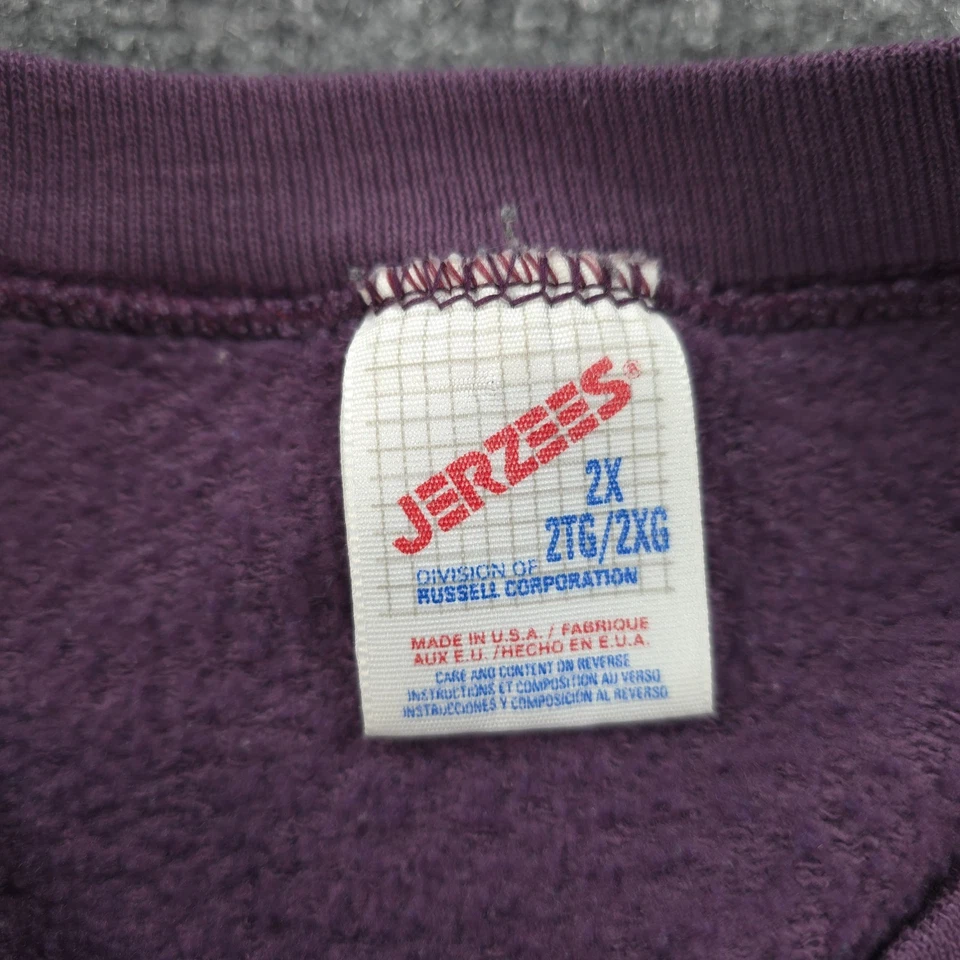 JERZEES®
2X
2TG/2XG
DIVISION OF
RUSSELL CORPORATION
MADE IN U.S.A. / FABRIQUE
AUX E.U. /HECHO EN E.U.A.
CARE AND CONTENT ON REVERSE
INSTRUCTIONS ET COMPOSITION AU VERSO
INSTRUCCIONES Y COMPOSICIÓN AL REVERSO